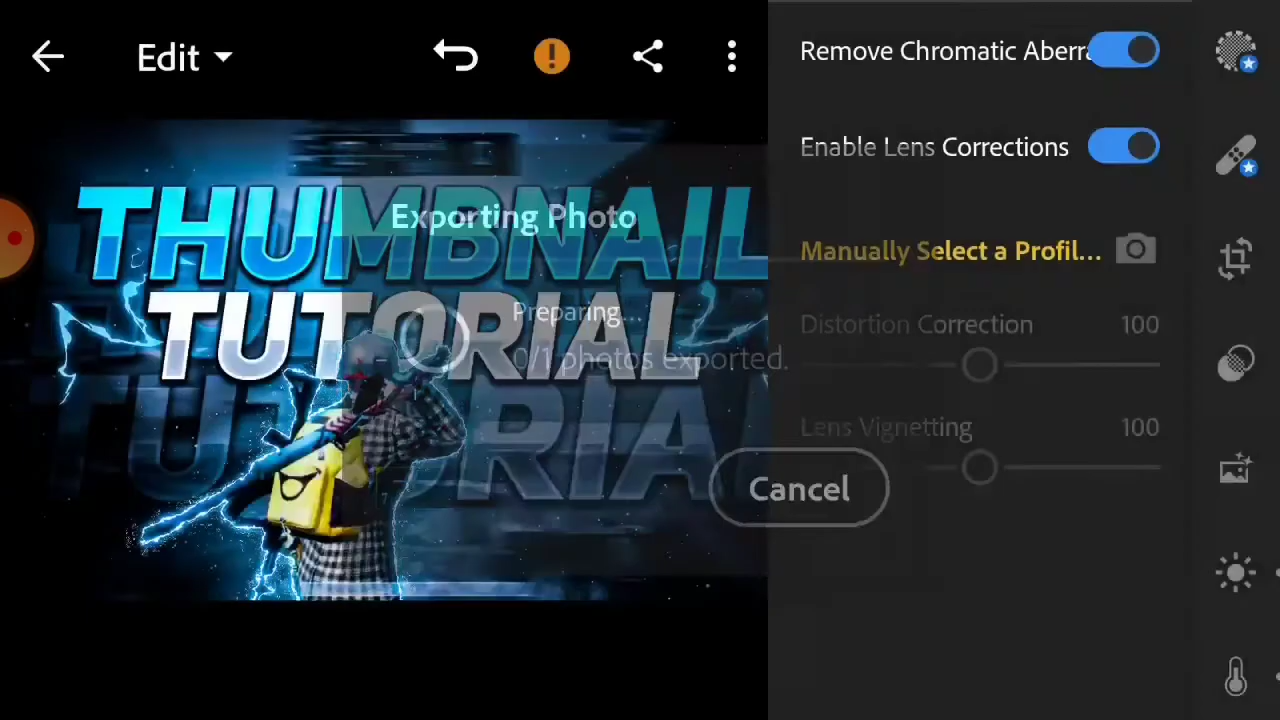 Edit
Remove Chromatic Aberra
Enable Lens Corrections
THUMBNAIL
Exporting Photo
Manually Select a Profil...
TUTORIAL
Preparing...
Distortion Correction 100
0/1 photos exported.
TUTORIAL
Lens Vignetting 100
Cancel